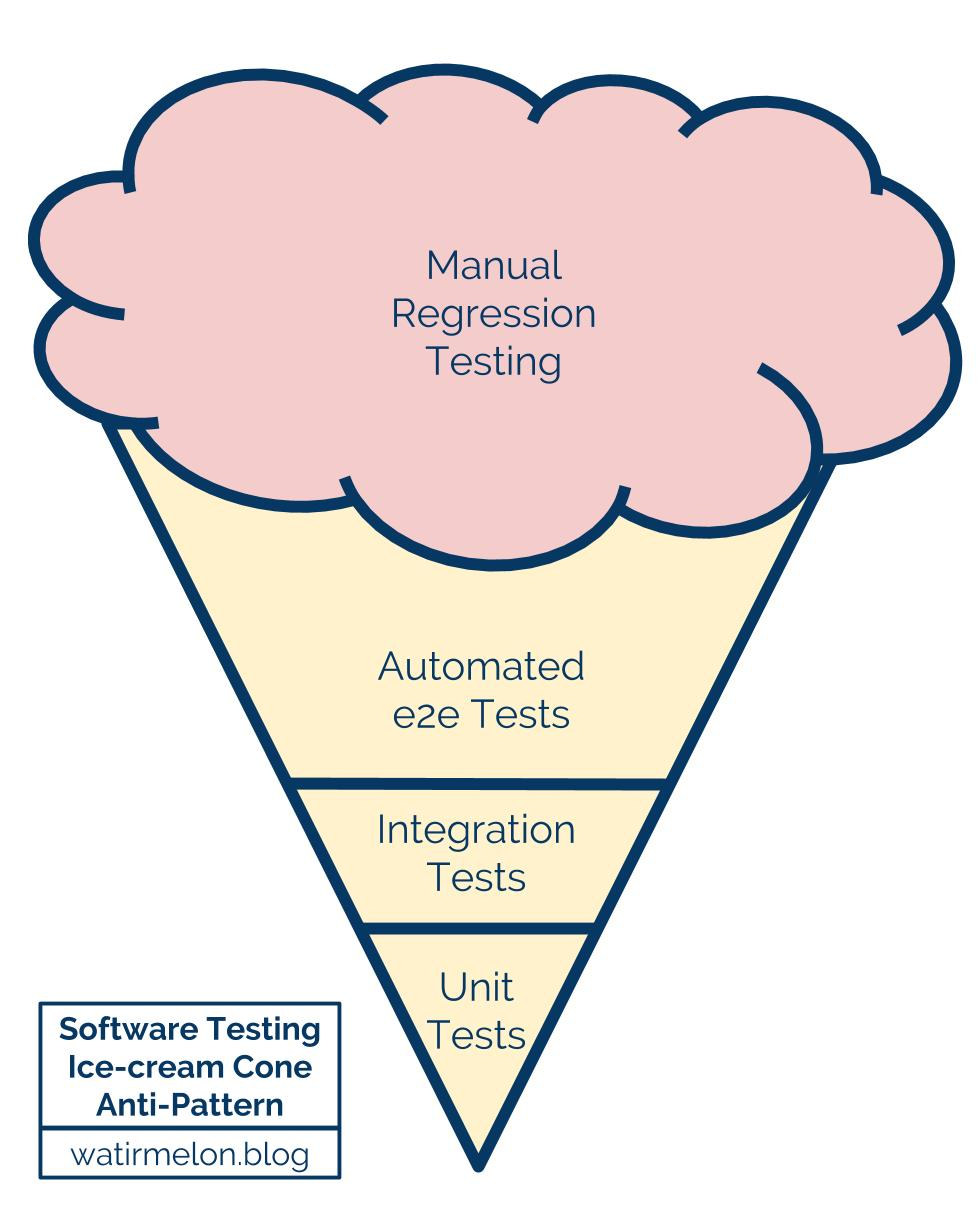 Manual
Regression
Testing
Automated
e2e Tests
Integration
Tests
Unit
Tests
Software Testing
Ice-cream Cone
Anti-Pattern
watirmelon.blog